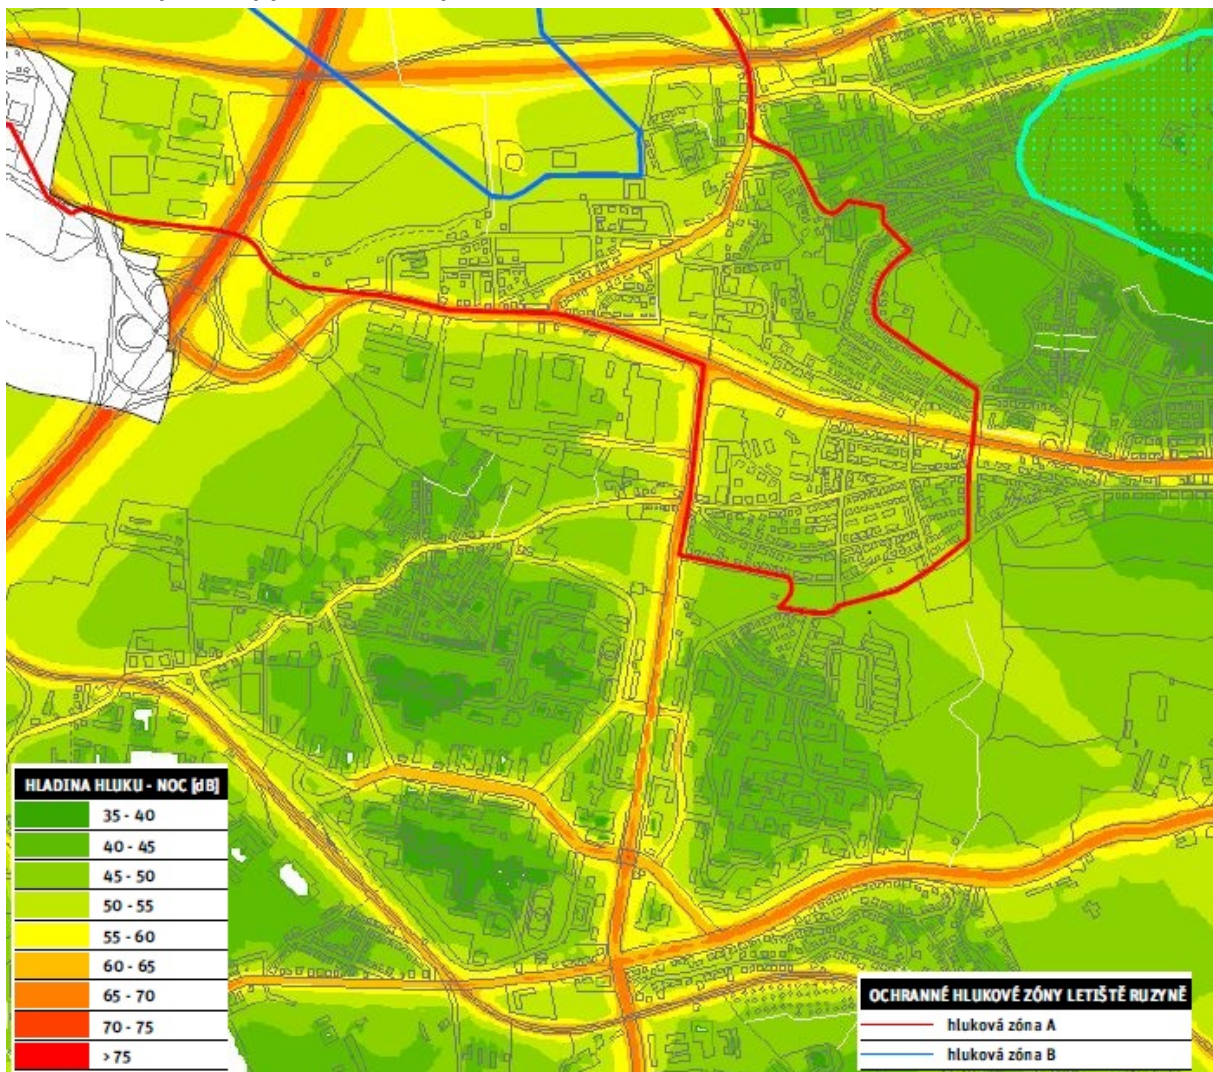 HLADINA HLUKU - NOC [dB]
35 - 40
40 - 45
45 - 50
50 - 55
55 - 60
60 - 65
65 - 70
70 - 75
> 75
OCHRANNÉ HLUKOVÉ ZÓNY LETIŠTĚ RUZYNĚ
hluková zóna A
hluková zóna B